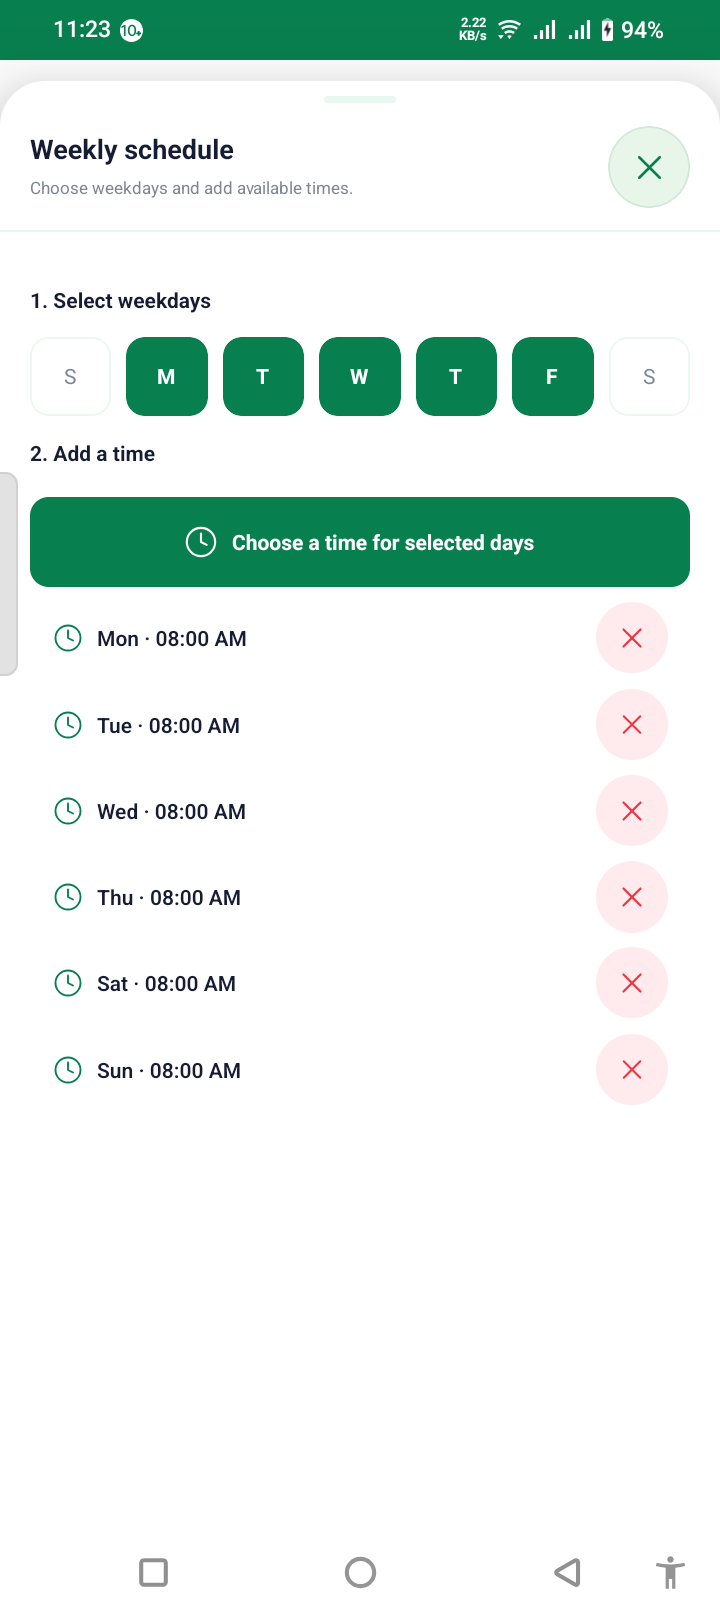 11:23 10+ 2.22 KB/s 94%
Weekly schedule
Choose weekdays and add available times.
1. Select weekdays
S M T W T F S
2. Add a time
Choose a time for selected days
Mon · 08:00 AM
Tue · 08:00 AM
Wed · 08:00 AM
Thu · 08:00 AM
Sat · 08:00 AM
Sun · 08:00 AM